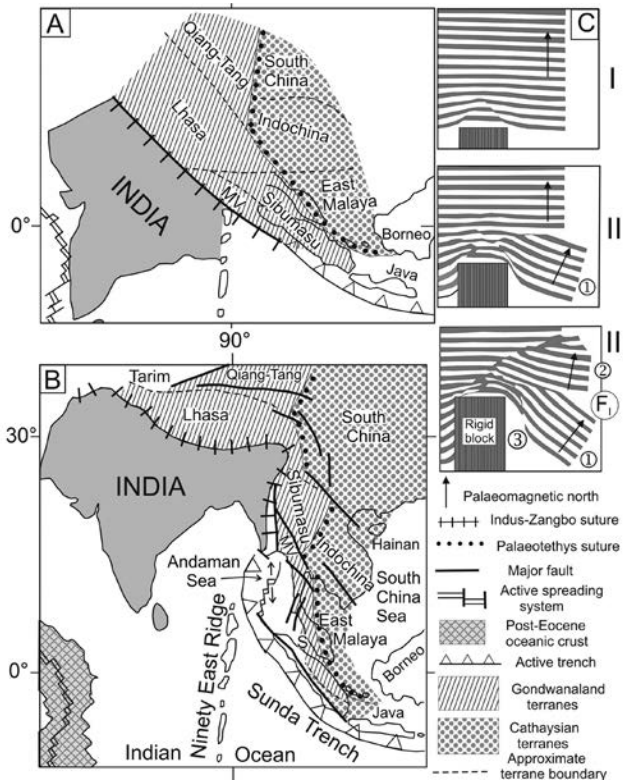 A
Qiang-Tang
South
China
Lhasa
Indochina
INDIA
MV
East
Malaya
Sibumasu
Borneo
Java
0°
90°
B
Tarim
Qiang-Tang
Lhasa
South
China
30°
INDIA
Sibumasu
MV
Indochina
Hainan
Andaman
Sea
South
China
Sea
East
Malaya
S
Borneo
Java
0°
Ninety East Ridge
Sunda Trench
Indian
Ocean
C
I
II
①
II
②
F₁
Rigid
block
③
①
Palaeomagnetic north
Indus-Zangbo suture
Palaeotethys suture
Major fault
Active spreading
system
Post-Eocene
oceanic crust
Active trench
Gondwanaland
terranes
Cathaysian
terranes
Approximate
terrane boundary